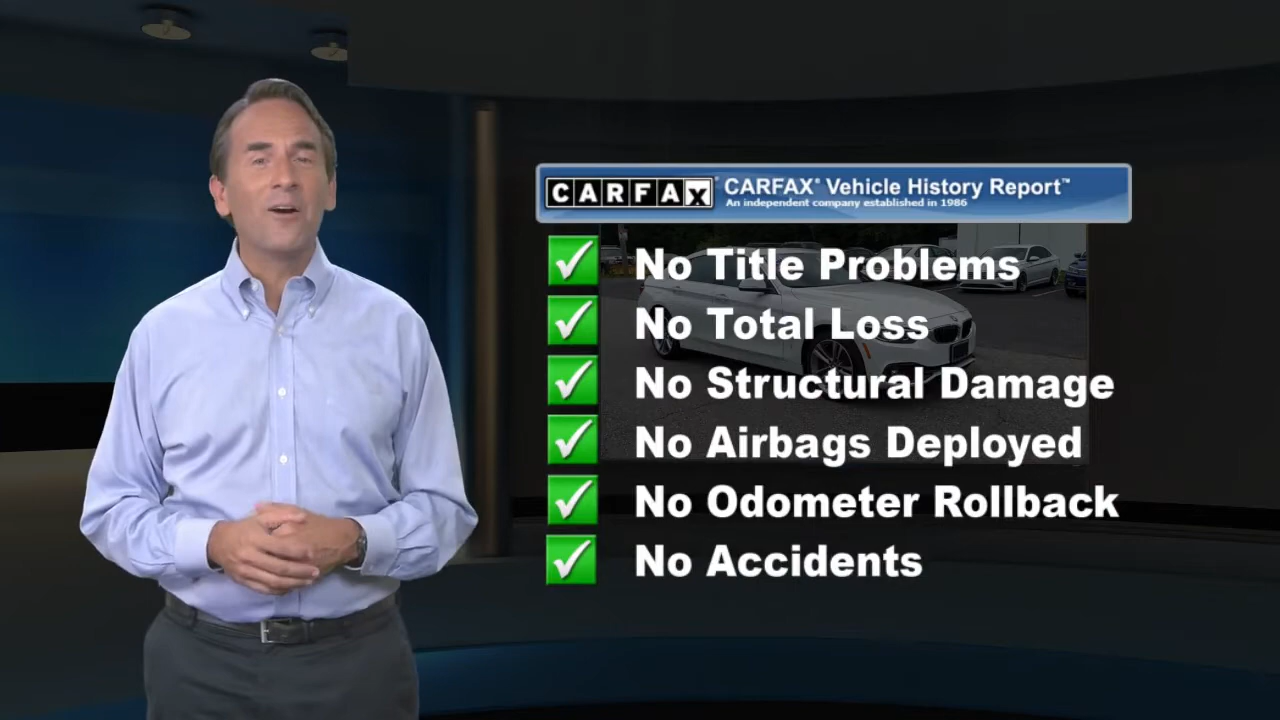 CARFAX® CARFAX® Vehicle History Report™
An independent company established in 1986
No Title Problems
No Total Loss
No Structural Damage
No Airbags Deployed
No Odometer Rollback
No Accidents